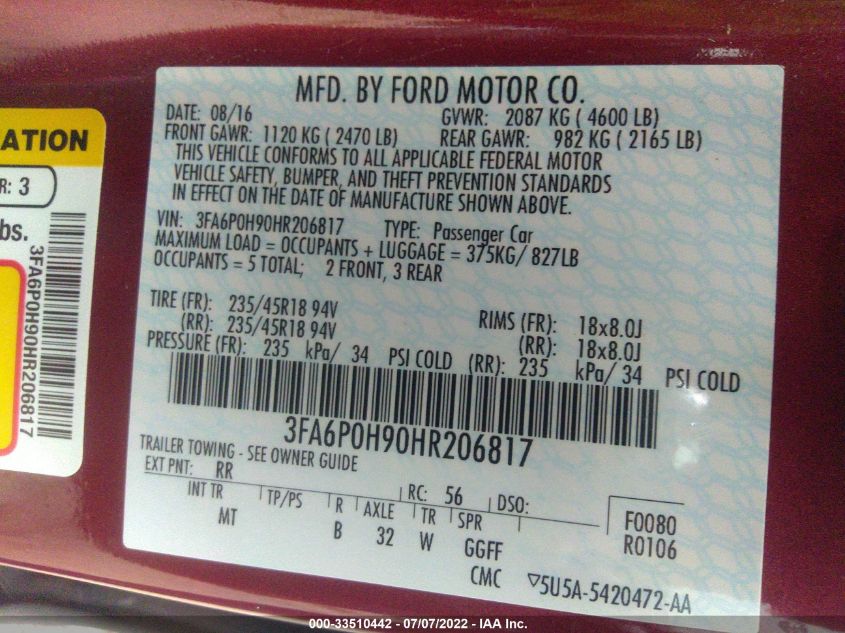 MFD. BY FORD MOTOR CO.
DATE: 08/16 GVWR: 2087 KG ( 4600 LB)
FRONT GAWR: 1120 KG ( 2470 LB) REAR GAWR: 982 KG ( 2165 LB)
THIS VEHICLE CONFORMS TO ALL APPLICABLE FEDERAL MOTOR
VEHICLE SAFETY, BUMPER, AND THEFT PREVENTION STANDARDS
IN EFFECT ON THE DATE OF MANUFACTURE SHOWN ABOVE.
VIN: 3FA6P0H90HR206817 TYPE: Passenger Car
MAXIMUM LOAD = OCCUPANTS + LUGGAGE = 375KG/ 827LB
OCCUPANTS = 5 TOTAL; 2 FRONT, 3 REAR
TIRE (FR): 235/45R18 94V RIMS (FR): 18x8.0J
(RR): 235/45R18 94V (RR): 18x8.0J
PRESSURE (FR): 235 kPa/ 34 PSI COLD (RR): 235 kPa/ 34 PSI COLD
3FA6P0H90HR206817
TRAILER TOWING - SEE OWNER GUIDE
EXT PNT: RR RC: 56 DSO:
INT TR TP/PS R AXLE TR SPR F0080
MT B 32 W GGFF R0106
CMC ▽5U5A-5420472-AA
ATION
R: 3
bs.
3FA6P0H90HR206817
000-33510442 - 07/07/2022 - IAA Inc.